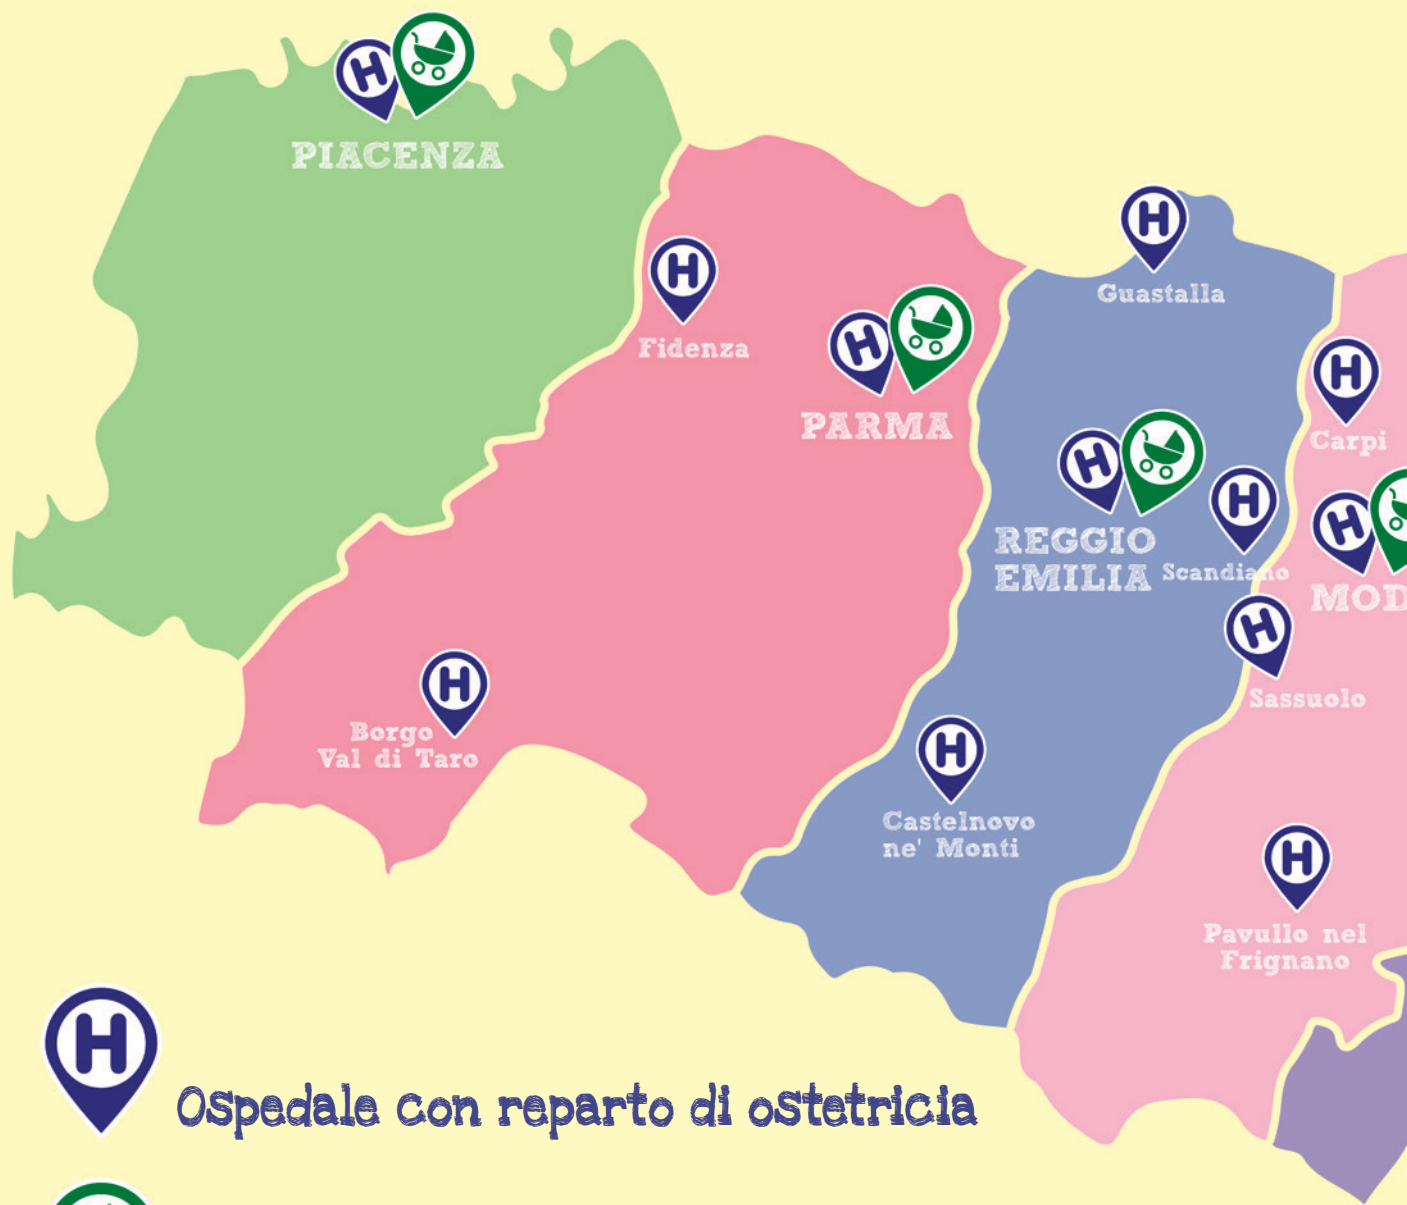 H
PIACENZA
H
Guastalla
H
Fidenza
H
PARMA
H
Carpi
H
REGGIO
EMILIA
H
Scandiano
H
MOD
H
Sassuolo
H
Borgo
Val di Taro
H
Castelnovo
ne' Monti
H
Pavullo nel
Frignano
H
Ospedale con reparto di ostetricia